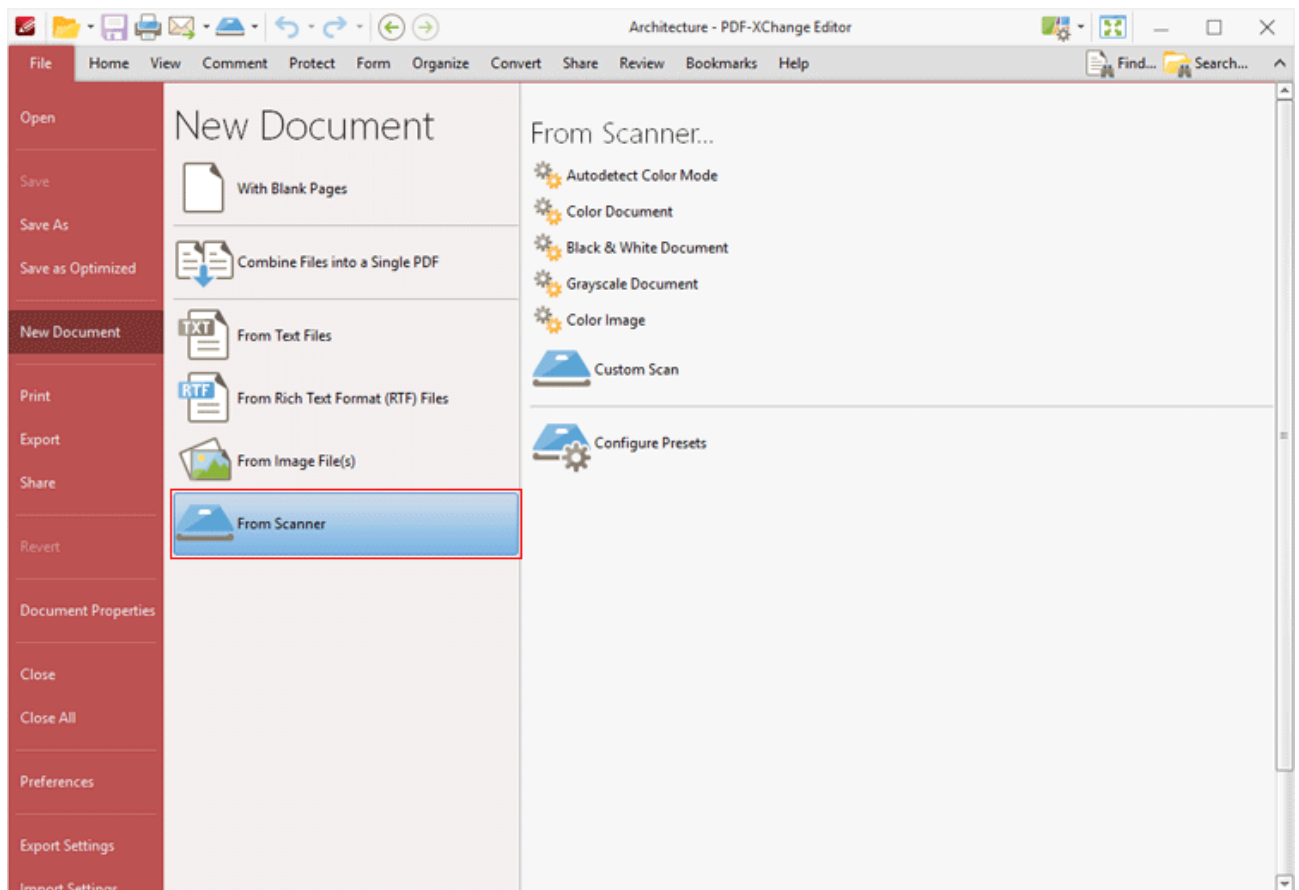 Architecture - PDF-XChange Editor
File Home View Comment Protect Form Organize Convert Share Review Bookmarks Help Find... Search...
Open
Save
Save As
Save as Optimized
New Document
Print
Export
Share
Revert
Document Properties
Close
Close All
Preferences
Export Settings
Import Settings
New Document
With Blank Pages
Combine Files into a Single PDF
TXT
From Text Files
RTF
From Rich Text Format (RTF) Files
From Image File(s)
From Scanner
From Scanner...
Autodetect Color Mode
Color Document
Black & White Document
Grayscale Document
Color Image
Custom Scan
Configure Presets